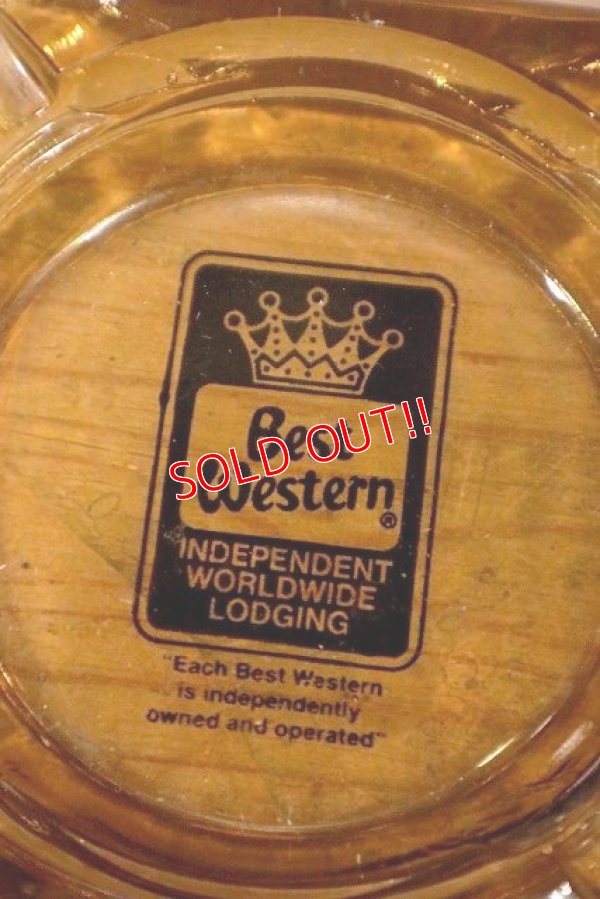 Best
SOLD OUT!!
Western®
INDEPENDENT
WORLDWIDE
LODGING
"Each Best Western
is independently
owned and operated"